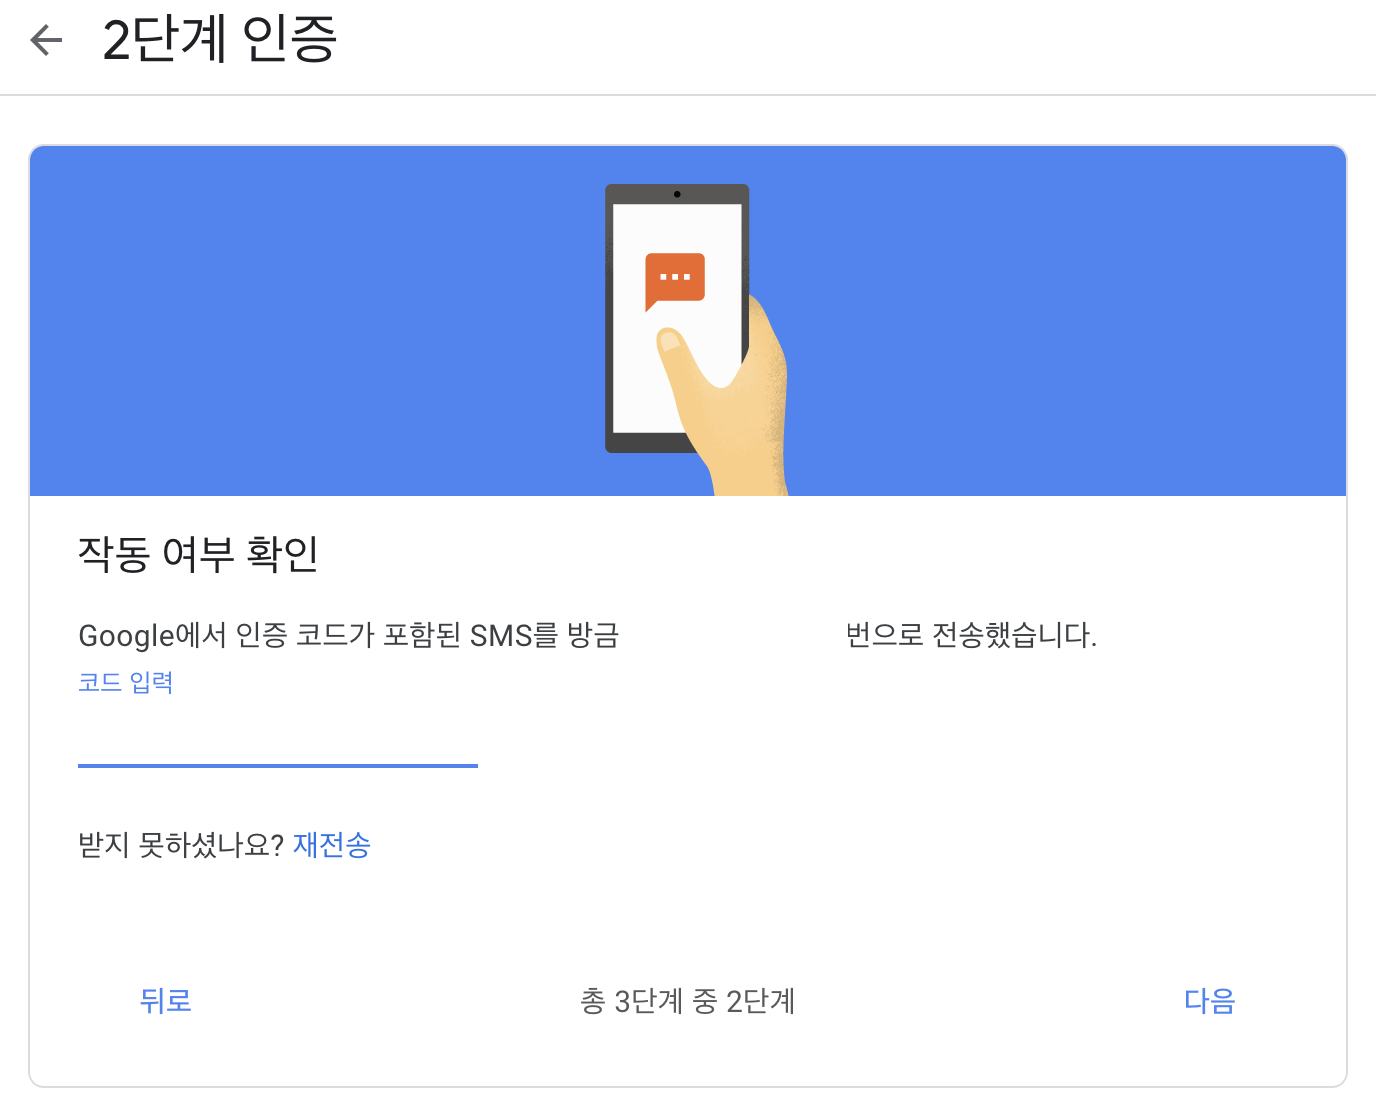 2단계 인증
작동 여부 확인
Google에서 인증 코드가 포함된 SMS를 방금 번으로 전송했습니다.
코드 입력
받지 못하셨나요? 재전송
뒤로 총 3단계 중 2단계 다음